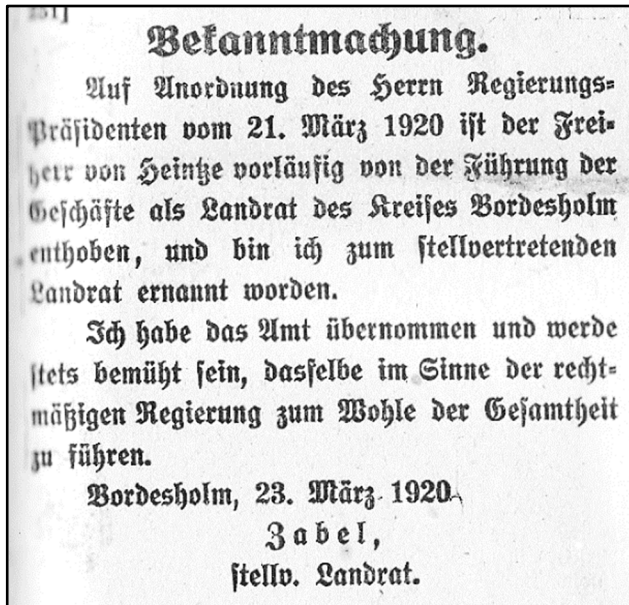 251]
Bekanntmachung.
Auf Anordnung des Herrn Regierungs-
Präsidenten vom 21. März 1920 ist der Frei-
herr von Heintze vorläufig von der Führung der
Geschäfte als Landrat des Kreises Bordesholm
enthoben, und bin ich zum stellvertretenden
Landrat ernannt worden.
Ich habe das Amt übernommen und werde
stets bemüht sein, dasselbe im Sinne der recht-
mäßigen Regierung zum Wohle der Gesamtheit
zu führen.
Bordesholm, 23. März 1920
Zabel,
stellv. Landrat.